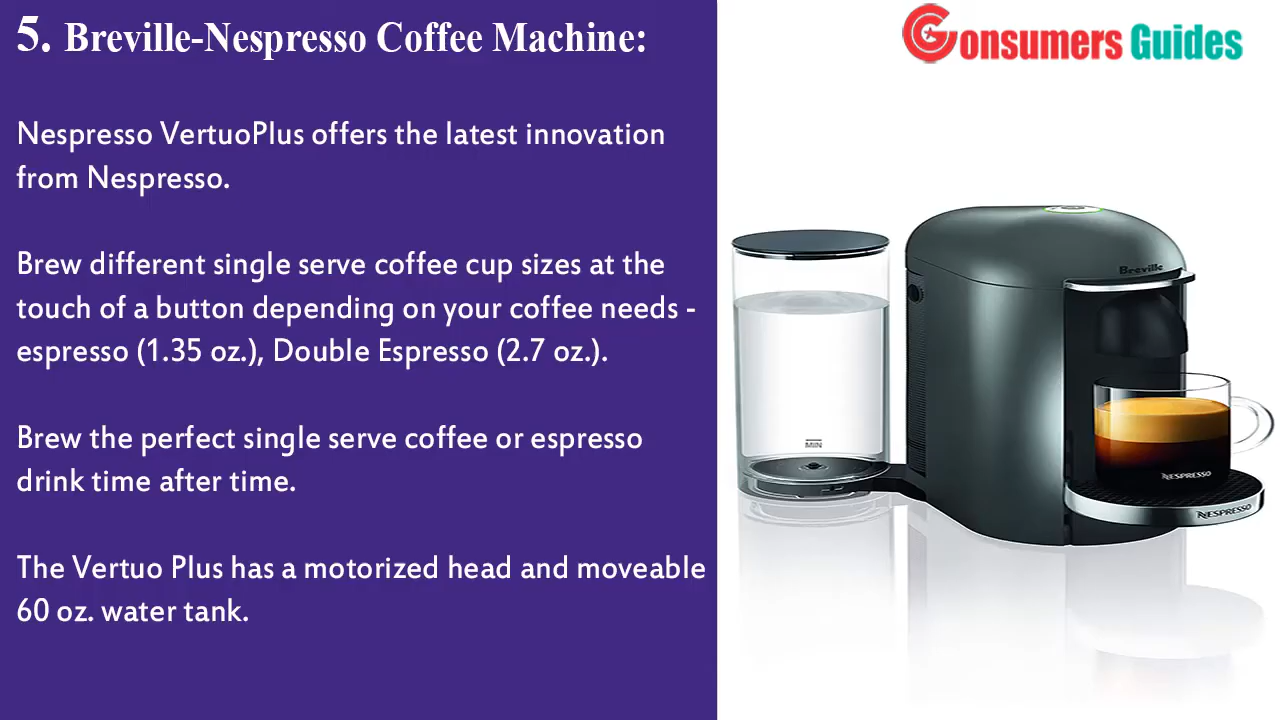 5. Breville-Nespresso Coffee Machine:
Consumers Guides
Nespresso VertuoPlus offers the latest innovation
from Nespresso.
Brew different single serve coffee cup sizes at the
touch of a button depending on your coffee needs -
espresso (1.35 oz.), Double Espresso (2.7 oz.).
Brew the perfect single serve coffee or espresso
drink time after time.
The Vertuo Plus has a motorized head and moveable
60 oz. water tank.
Breville
MIN
NESPRESSO
NESPRESSO